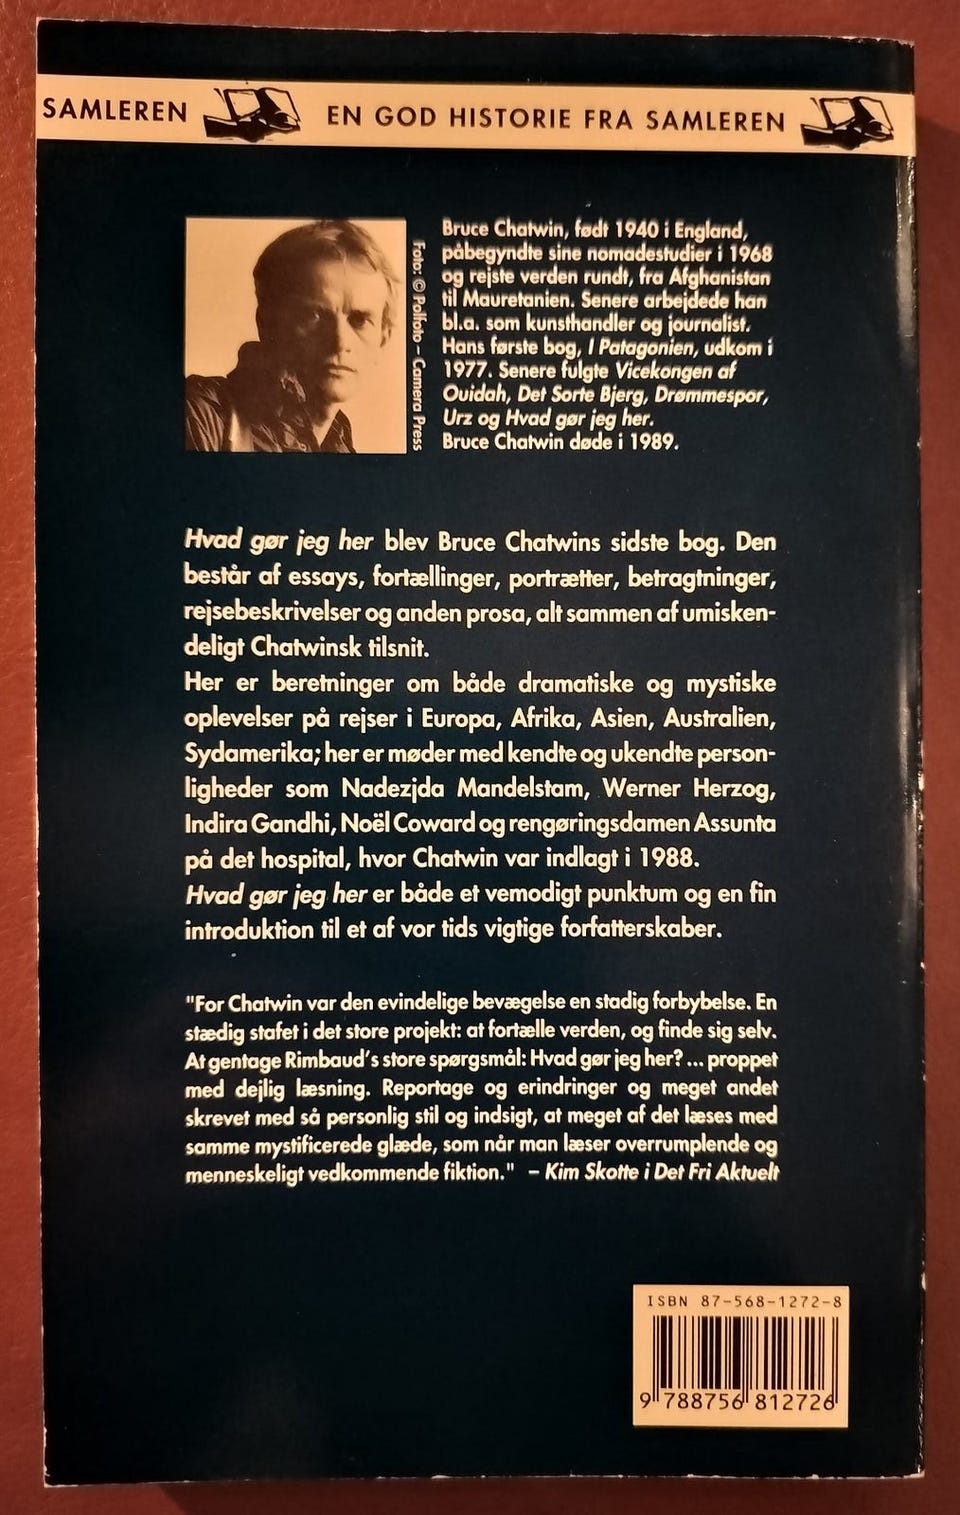 SAMLEREN EN GOD HISTORIE FRA SAMLEREN
Bruce Chatwin, født 1940 i England,
påbegyndte sine nomadestudier i 1968
og rejste verden rundt, fra Afghanistan
til Mauretanien. Senere arbejdede han
bl.a. som kunsthandler og journalist.
Hans første bog, I Patagonien, udkom i
1977. Senere fulgte Vicekongen af
Ouidah, Det Sorte Bjerg, Drømmespor,
Urz og Hvad gør jeg her.
Bruce Chatwin døde i 1989.
Foto: © Polfoto – Camera Press
Hvad gør jeg her blev Bruce Chatwins sidste bog. Den
består af essays, fortællinger, portrætter, betragtninger,
rejsebeskrivelser og anden prosa, alt sammen af umisken-
deligt Chatwinsk tilsnit.
Her er beretninger om både dramatiske og mystiske
oplevelser på rejser i Europa, Afrika, Asien, Australien,
Sydamerika; her er møder med kendte og ukendte person-
ligheder som Nadezjda Mandelstam, Werner Herzog,
Indira Gandhi, Noël Coward og rengøringsdamen Assunta
på det hospital, hvor Chatwin var indlagt i 1988.
Hvad gør jeg her er både et vemodigt punktum og en fin
introduktion til et af vor tids vigtige forfatterskaber.
"For Chatwin var den evindelige bevægelse en stadig forbybelse. En
stædig stafet i det store projekt: at fortælle verden, og finde sig selv.
At gentage Rimbaud's store spørgsmål: Hvad gør jeg her? ... proppet
med dejlig læsning. Reportage og erindringer og meget andet
skrevet med så personlig stil og indsigt, at meget af det læses med
samme mystificerede glæde, som når man læser overrumplende og
menneskeligt vedkommende fiktion." – Kim Skotte i Det Fri Aktuelt
ISBN 87-568-1272-8
9 788756 812726